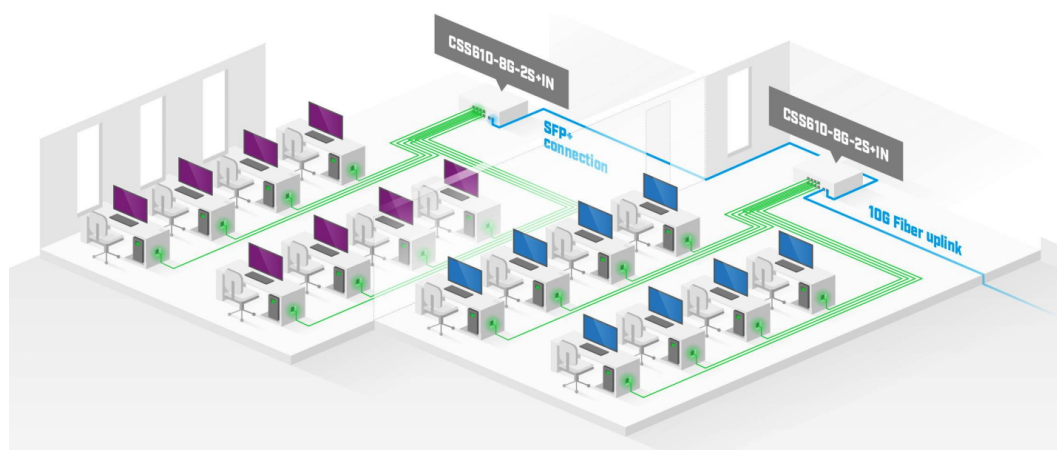 CSS610-8G-2S+IN
SFP+
connection
CSS610-8G-2S+IN
10G Fiber uplink